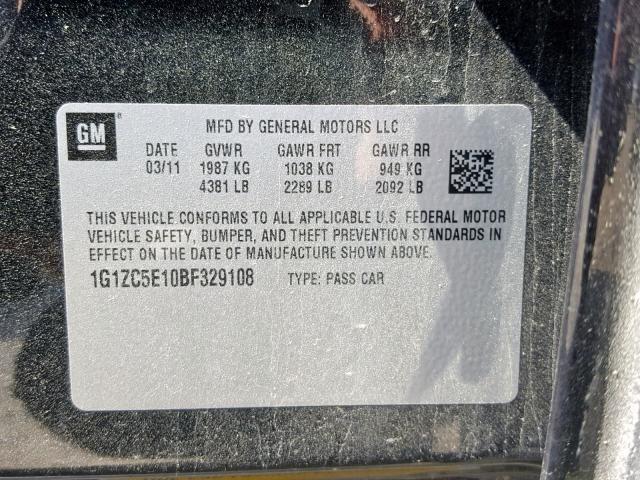 GM
MFD BY GENERAL MOTORS LLC
DATE GVWR GAWR FRT GAWR RR
03/11 1987 KG 1038 KG 949 KG
4381 LB 2289 LB 2092 LB
THIS VEHICLE CONFORMS TO ALL APPLICABLE U.S. FEDERAL MOTOR
VEHICLE SAFETY, BUMPER, AND THEFT PREVENTION STANDARDS IN
EFFECT ON THE DATE OF MANUFACTURE SHOWN ABOVE.
1G1ZC5E10BF329108 TYPE: PASS CAR